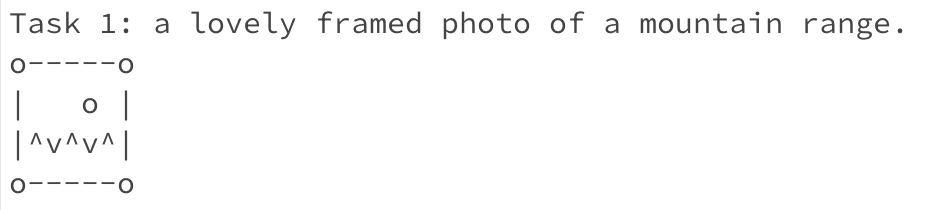 Task 1: a lovely framed photo of a mountain range.
o-----o
|   o |
|^v^v^|
o-----o